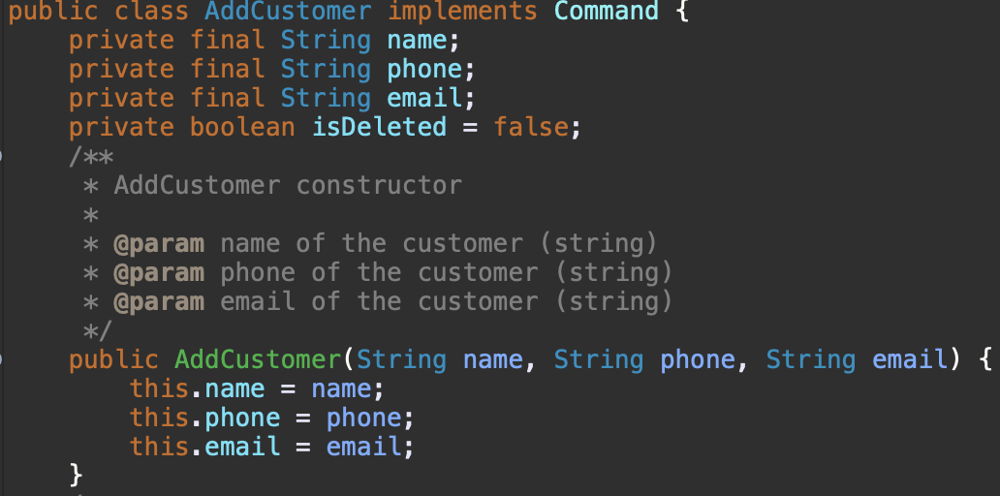 public class AddCustomer implements Command {
    private final String name;
    private final String phone;
    private final String email;
    private boolean isDeleted = false;
    /**
     * AddCustomer constructor
     *
     * @param name of the customer (string)
     * @param phone of the customer (string)
     * @param email of the customer (string)
     */
    public AddCustomer(String name, String phone, String email) {
        this.name = name;
        this.phone = phone;
        this.email = email;
    }